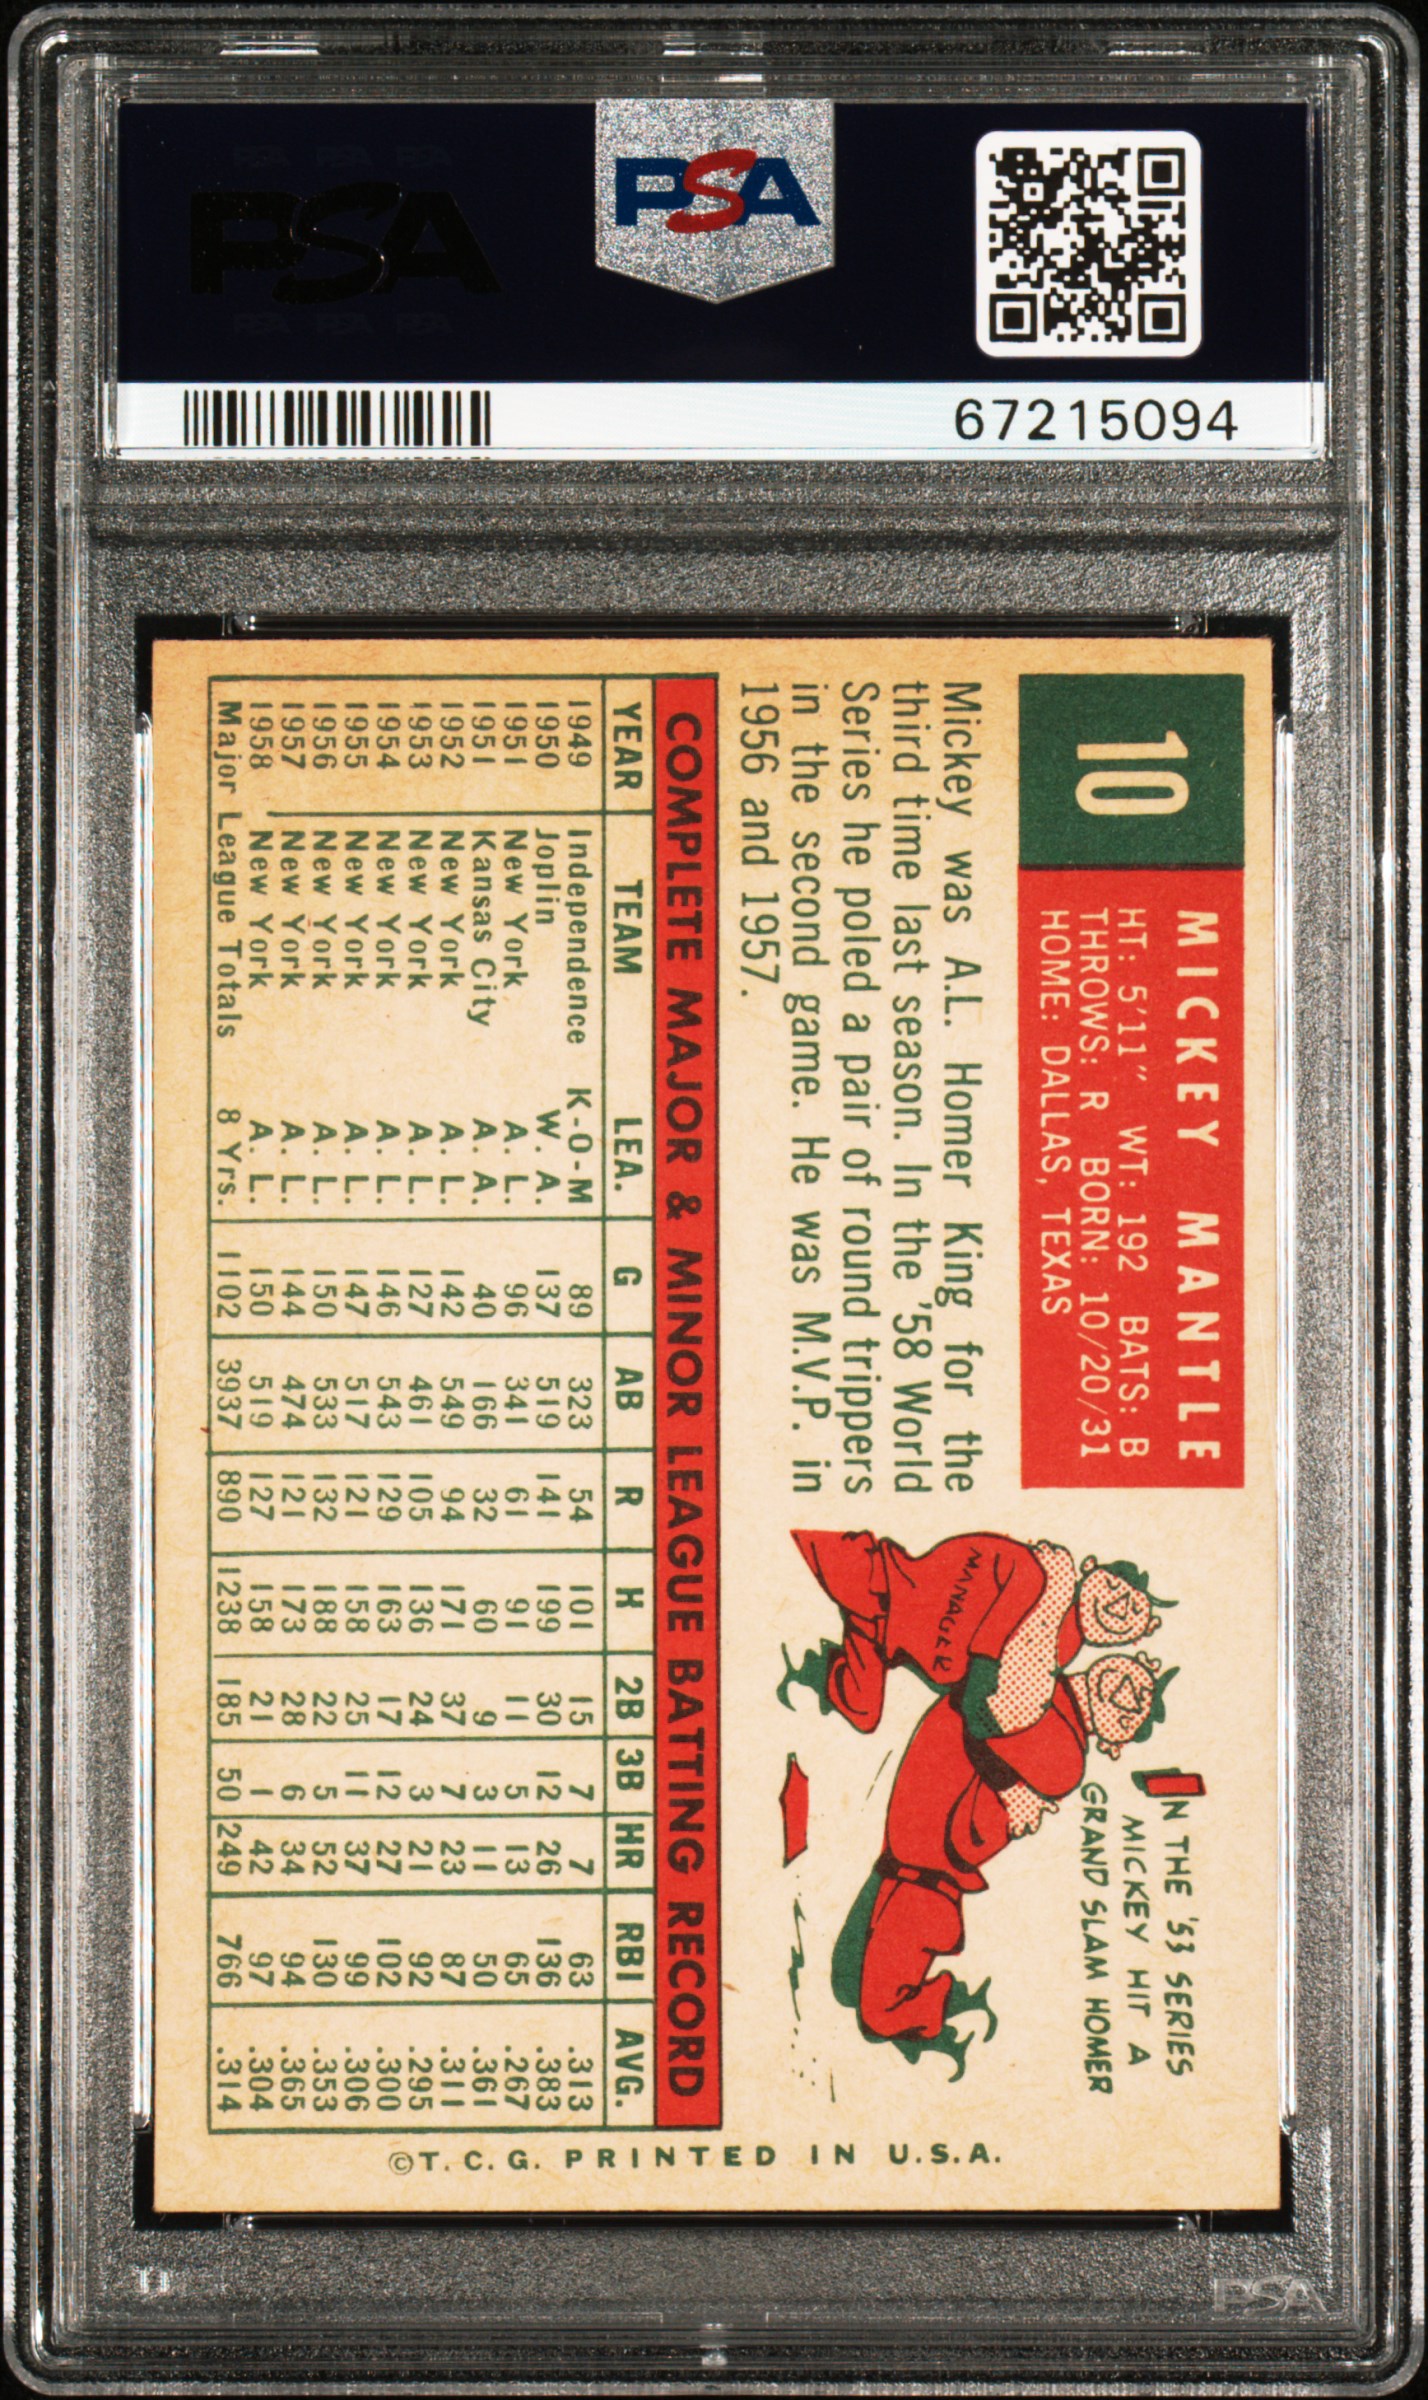 PSA PSA PSA
PSA
PSA PSA PSA
PSA
67215094
10
MICKEY MANTLE
HT: 5'11" WT: 192 BATS: B
THROWS: R BORN: 10/20/31
HOME: DALLAS, TEXAS
Mickey was A.L. Homer King for the
third time last season. In the '58 World
Series he poled a pair of round trippers
in the second game. He was M.V.P. in
1956 and 1957.
IN THE '53 SERIES
MICKEY HIT A
GRAND SLAM HOMER
MANAGER
COMPLETE MAJOR & MINOR LEAGUE BATTING RECORD
YEAR TEAM LEA. G AB R H 2B 3B HR RBI AVG.
1949 Independence K-O-M 89 323 54 101 15 7 7 63 .313
1950 Joplin W. A. 137 519 141 199 30 12 26 136 .383
1951 New York A. L. 96 341 61 91 11 5 13 65 .267
1951 Kansas City A. A. 40 166 32 60 9 3 11 50 .361
1952 New York A. L. 142 549 94 171 37 7 23 87 .311
1953 New York A. L. 127 461 105 136 24 3 21 92 .295
1954 New York A. L. 146 543 129 163 17 12 27 102 .300
1955 New York A. L. 147 517 121 158 25 11 37 99 .306
1956 New York A. L. 150 533 132 188 22 5 52 130 .353
1957 New York A. L. 144 474 121 173 28 6 34 94 .365
1958 New York A. L. 150 519 127 158 21 1 42 97 .304
Major League Totals 8 Yrs. 1102 3937 890 1238 185 50 249 766 .314
©T. C. G. PRINTED IN U.S.A.
PSA